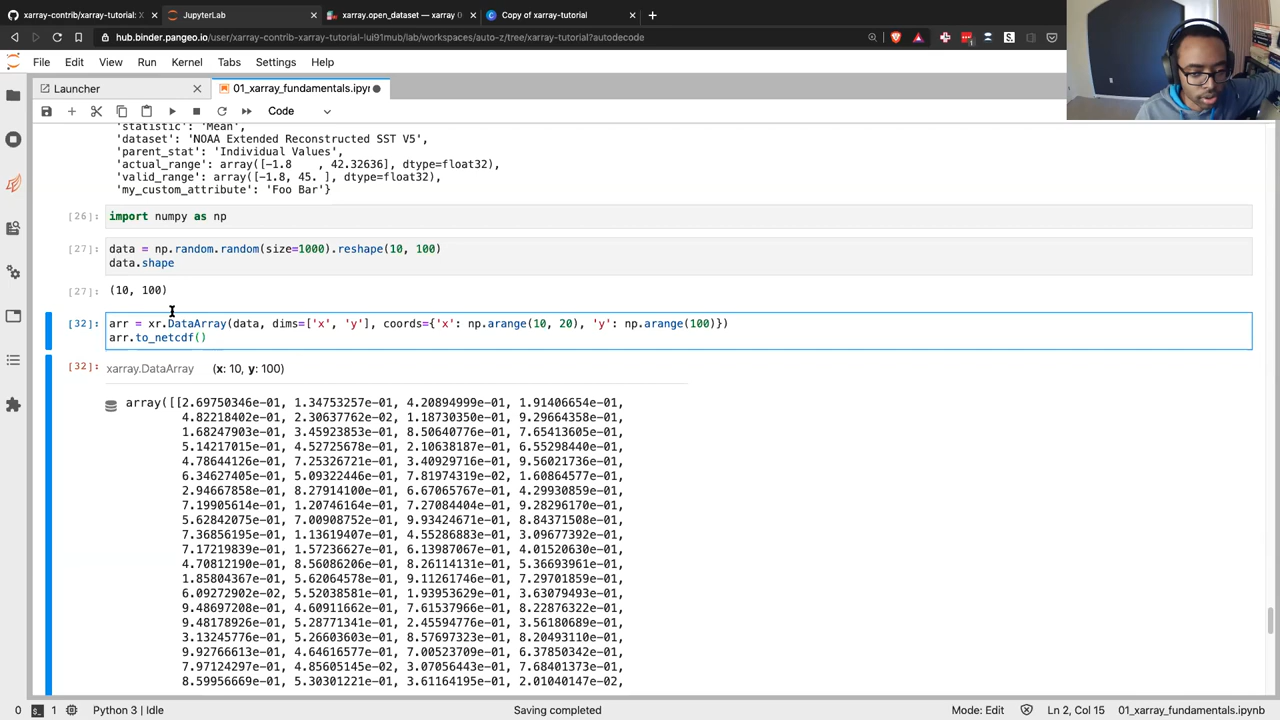 xarray-contrib/xarray-tutorial: X
JupyterLab
xarray.open_dataset — xarray 0
Copy of xarray-tutorial
hub.binder.pangeo.io/user/xarray-contrib-xarray-tutorial-lui91mub/lab/workspaces/auto-z/tree/xarray-tutorial?autodecode
File Edit View Run Kernel Tabs Settings Help
Launcher
01_xarray_fundamentals.ipyr
Code
'statistic': 'Mean',
'dataset': 'NOAA Extended Reconstructed SST V5',
'parent_stat': 'Individual Values',
'actual_range': array([-1.8    , 42.32636], dtype=float32),
'valid_range': array([-1.8, 45. ], dtype=float32),
'my_custom_attribute': 'Foo Bar'}
[26]: import numpy as np
[27]: data = np.random.random(size=1000).reshape(10, 100)
data.shape
[27]: (10, 100)
[32]: arr = xr.DataArray(data, dims=['x', 'y'], coords={'x': np.arange(10, 20), 'y': np.arange(100)})
arr.to_netcdf()
[32]: xarray.DataArray (x: 10, y: 100)
array([[2.69750346e-01, 1.34753257e-01, 4.20894999e-01, 1.91406654e-01,
4.82218402e-01, 2.30637762e-02, 1.18730350e-01, 9.29664358e-01,
1.68247903e-01, 3.45923853e-01, 8.50640776e-01, 7.65413605e-01,
5.14217015e-01, 4.52725678e-01, 2.10638187e-01, 6.55298440e-01,
4.78644126e-01, 7.25326721e-01, 3.40929716e-01, 9.56021736e-01,
6.34627405e-01, 5.09322446e-01, 7.81974319e-02, 1.60864577e-01,
2.94667858e-01, 8.27914100e-01, 6.67065767e-01, 4.29930859e-01,
7.19905614e-01, 1.20746164e-01, 7.27084404e-01, 9.28296170e-01,
5.62842075e-01, 7.00908752e-01, 9.93424671e-01, 8.84371508e-01,
7.36856195e-01, 1.13619407e-01, 4.55286883e-01, 3.09677392e-01,
7.17219839e-01, 1.57236627e-01, 6.13987067e-01, 4.01520630e-01,
4.70812190e-01, 8.56086206e-01, 8.26114131e-01, 5.36693961e-01,
1.85804367e-01, 5.62064578e-01, 9.11261746e-01, 7.29701859e-01,
6.09272902e-02, 5.52038581e-01, 1.93953629e-01, 3.63079493e-01,
9.48697208e-01, 4.60911662e-01, 7.61537966e-01, 8.22876322e-01,
9.48178926e-01, 5.28771341e-01, 2.45594776e-01, 3.56180689e-01,
3.13245776e-01, 5.26603603e-01, 8.57697323e-01, 8.20493110e-01,
9.92766613e-01, 4.64616577e-01, 7.00523709e-01, 6.37850342e-01,
7.97124297e-01, 4.85605145e-02, 3.07056443e-01, 7.68401373e-01,
8.59956969e-01, 5.30301221e-01, 3.61164195e-01, 2.01040147e-02,
0 1 Python 3 | Idle Saving completed Mode: Edit Ln 2, Col 15 01_xarray_fundamentals.ipynb